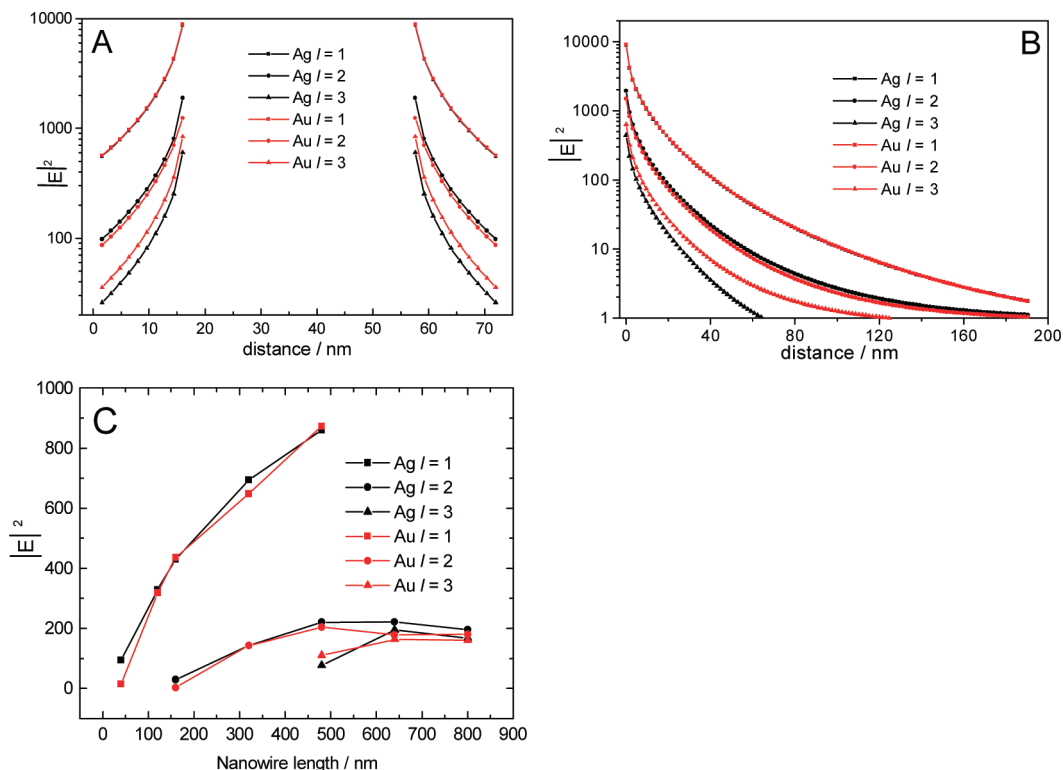 A
10000
1000
100
|E|²
Ag l = 1
Ag l = 2
Ag l = 3
Au l = 1
Au l = 2
Au l = 3
0 10 20 30 40 50 60 70
distance / nm
B
10000
1000
100
10
1
|E|²
Ag l = 1
Ag l = 2
Ag l = 3
Au l = 1
Au l = 2
Au l = 3
0 40 80 120 160 200
distance / nm
C
1000
800
600
400
200
0
|E|²
Ag l = 1
Ag l = 2
Ag l = 3
Au l = 1
Au l = 2
Au l = 3
0 100 200 300 400 500 600 700 800 900
Nanowire length / nm